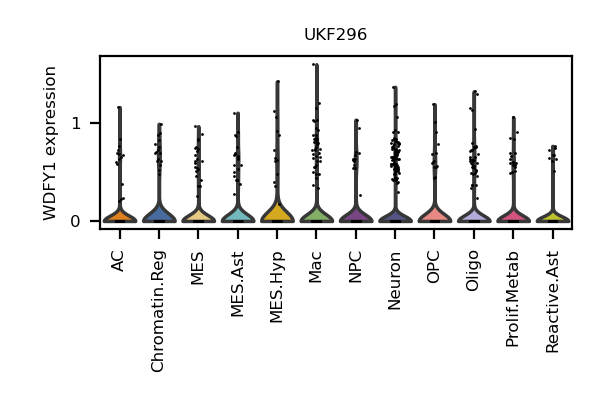 UKF296
WDFY1 expression
1
0
AC
Chromatin.Reg
MES
MES.Ast
MES.Hyp
Mac
NPC
Neuron
OPC
Oligo
Prolif.Metab
Reactive.Ast